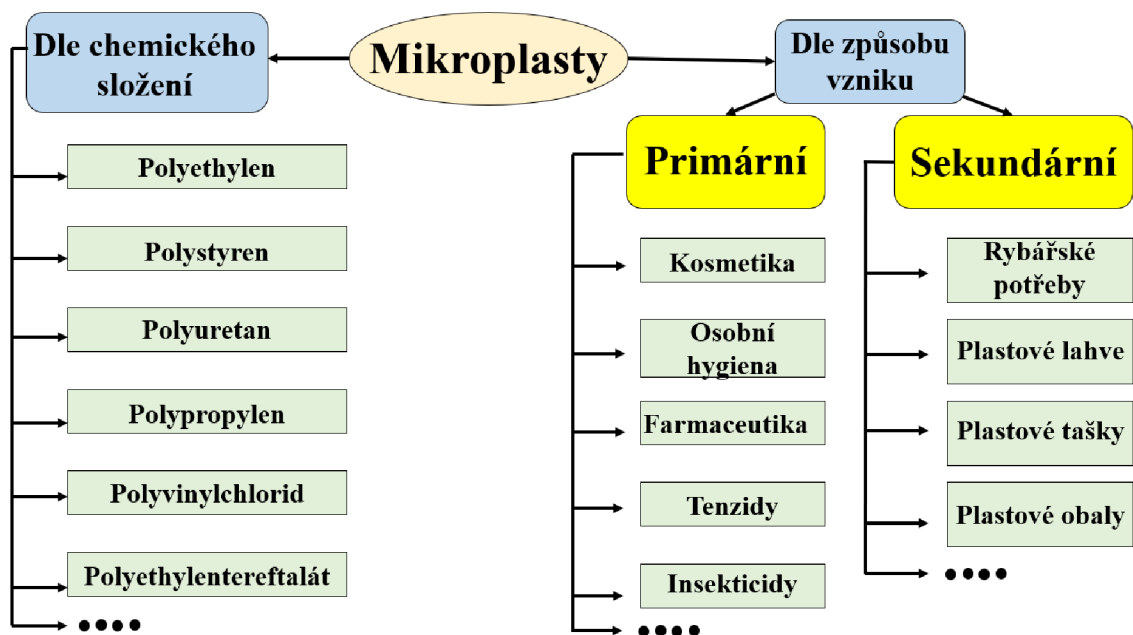 Mikroplasty
Dle chemického
složení
Polyethylen
Polystyren
Polyuretan
Polypropylen
Polyvinylchlorid
Polyethylentereftalát
Dle způsobu
vzniku
Primární
Kosmetika
Osobní
hygiena
Farmaceutika
Tenzidy
Insekticidy
Sekundární
Rybářské
potřeby
Plastové lahve
Plastové tašky
Plastové obaly